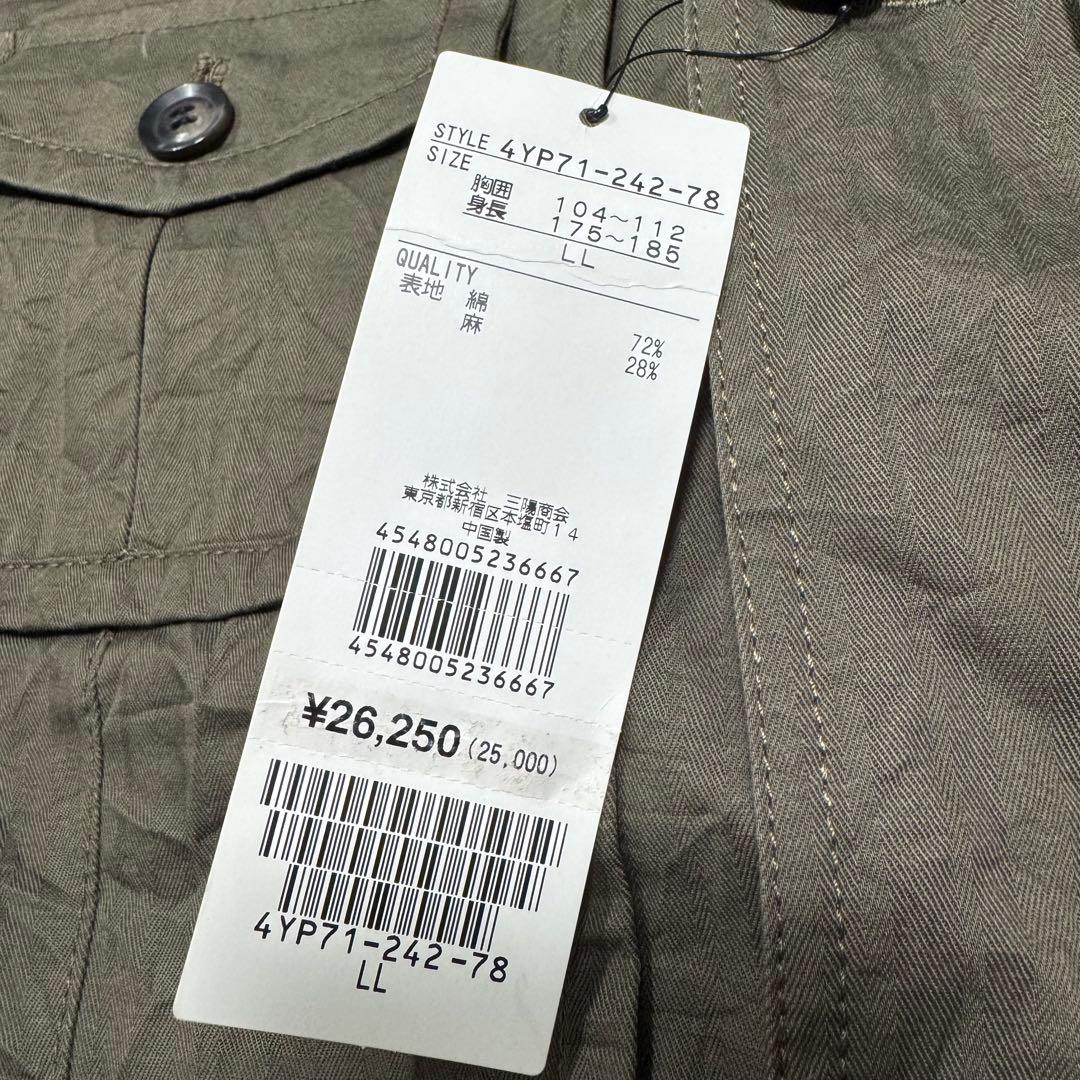 STYLE 4YP71-242-78
SIZE
胸囲 104~112
身長 175~185
LL
QUALITY
表地 綿 72%
麻 28%
株式会社 三陽商会
東京都新宿区本塩町14
中国製
4548005236667
4548005236667
¥26,250(25,000)
4YP71-242-78
LL